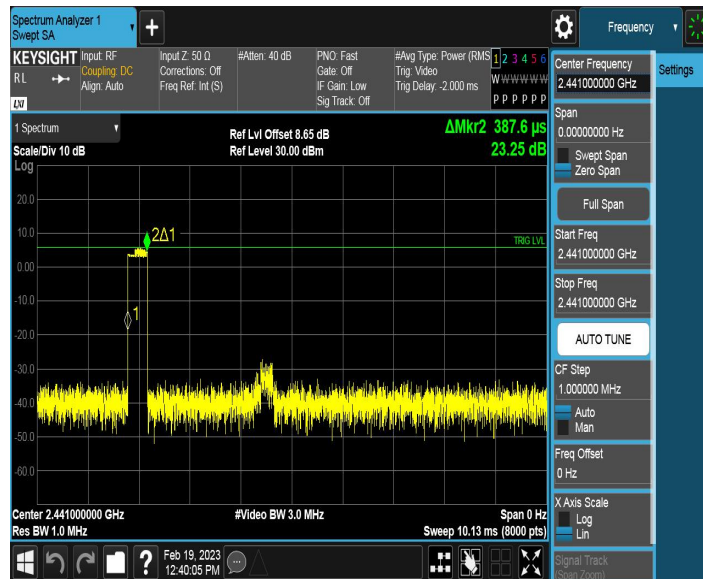 Spectrum Analyzer 1
Swept SA
+
Frequency
KEYSIGHT
RL
LXI
Input: RF
Coupling: DC
Align: Auto
Input Z: 50 Ω
Corrections: Off
Freq Ref: Int (S)
#Atten: 40 dB
PNO: Fast
Gate: Off
IF Gain: Low
Sig Track: Off
#Avg Type: Power (RMS
Trig: Video
Trig Delay: -2.000 ms
1 2 3 4 5 6
W W W W W W
P P P P P P
1 Spectrum
Scale/Div 10 dB
Log
Ref Lvl Offset 8.65 dB
Ref Level 30.00 dBm
ΔMkr2 387.6 µs
23.25 dB
20.0
10.0
0.00
-10.0
-20.0
-30.0
-40.0
-50.0
-60.0
2Δ1
1
TRIG LVL
Center 2.441000000 GHz
Res BW 1.0 MHz
#Video BW 3.0 MHz
Span 0 Hz
Sweep 10.13 ms (8000 pts)
?
Feb 19, 2023
12:40:05 PM
Center Frequency
2.441000000 GHz
Span
0.00000000 Hz
Swept Span
Zero Span
Full Span
Start Freq
2.441000000 GHz
Stop Freq
2.441000000 GHz
AUTO TUNE
CF Step
1.000000 MHz
Auto
Man
Freq Offset
0 Hz
X Axis Scale
Log
Lin
Signal Track
(Span Zoom)
Settings